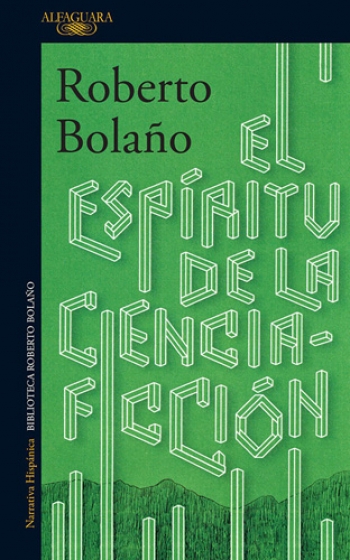 ALFAGUARA
Roberto
Bolaño
EL
ESPÍRITU
DE LA
CIENCIA-
FICCIÓN
Narrativa Hispánica BIBLIOTECA ROBERTO BOLAÑO